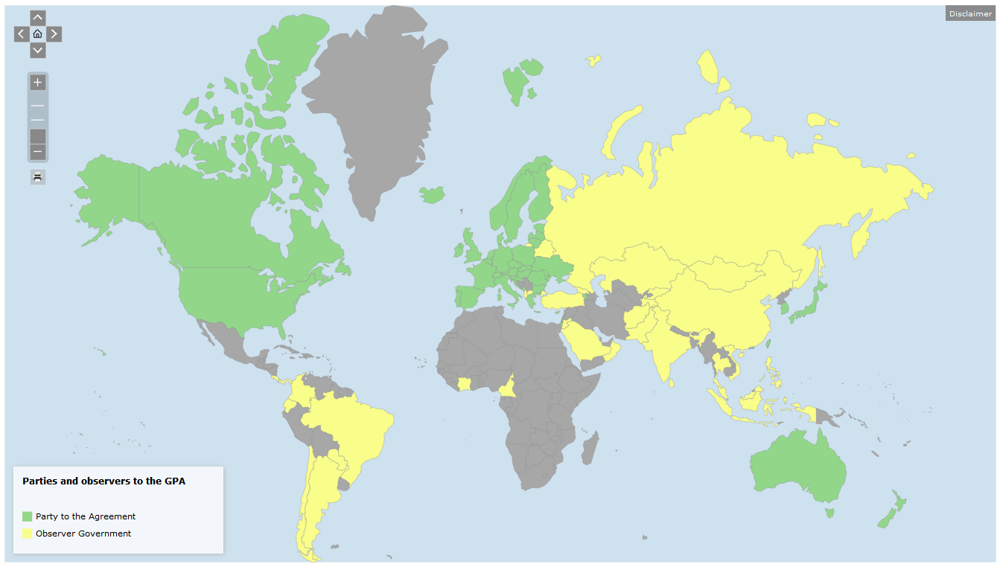 Disclaimer
Parties and observers to the GPA
Party to the Agreement
Observer Government